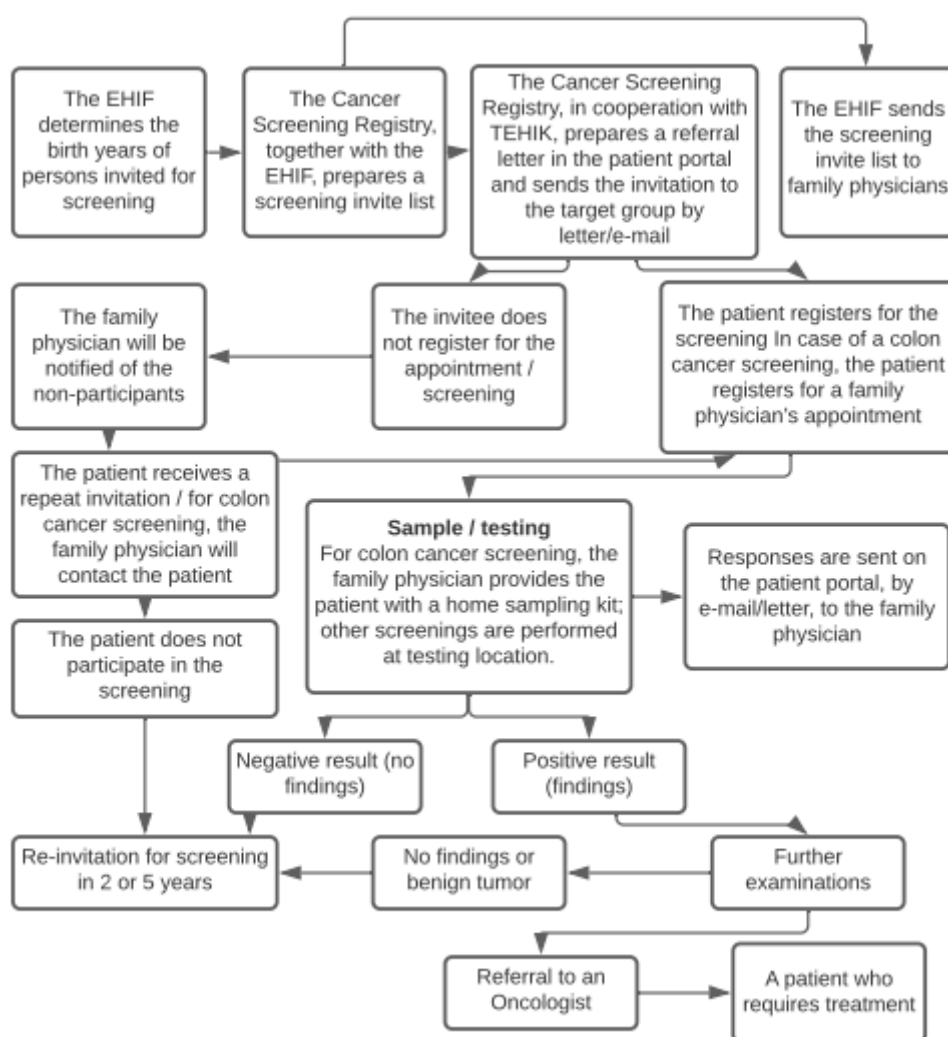 The EHIF
determines the
birth years of
persons invited for
screening
The Cancer
Screening Registry,
together with the
EHIF, prepares a
screening invite list
The Cancer Screening
Registry, in cooperation with
TEHIK, prepares a referral
letter in the patient portal
and sends the invitation to
the target group by
letter/e-mail
The EHIF sends
the screening
invite list to
family physicians
The family
physician will be
notified of the
non-participants
The invitee does
not register for the
appointment /
screening
The patient registers for the
screening In case of a colon
cancer screening, the patient
registers for a family
physician's appointment
The patient receives a
repeat invitation / for colon
cancer screening, the
family physician will
contact the patient
Sample / testing
For colon cancer screening, the
family physician provides the
patient with a home sampling kit;
other screenings are performed
at testing location.
Responses are sent on
the patient portal, by
e-mail/letter, to the family
physician
The patient does not
participate in the
screening
Negative result (no
findings)
Positive result
(findings)
Re-invitation for screening
in 2 or 5 years
No findings or
benign tumor
Further
examinations
Referral to an
Oncologist
A patient who
requires treatment